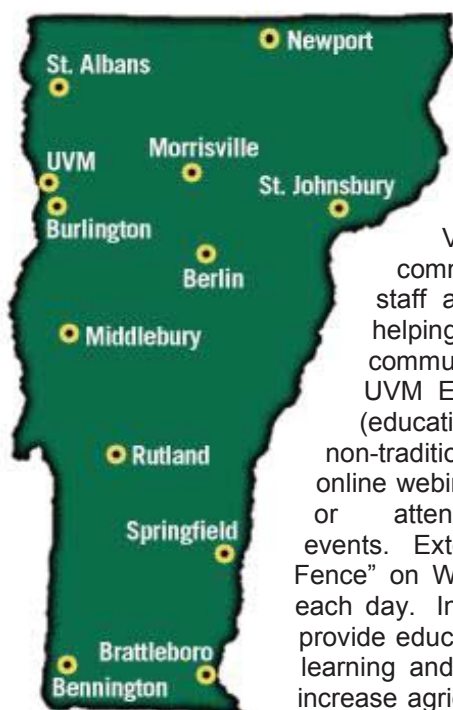 Newport
St. Albans
UVM
Morrisville
St. Johnsbury
Burlington
Berlin
Middlebury
Rutland
Springfield
Brattleboro
Bennington
V
comm
staff a
helping
commu
UVM E
(educati
non-traditio
online webin
or atten
events. Ext
Fence” on W
each day. In
provide educ
learning and
increase agri